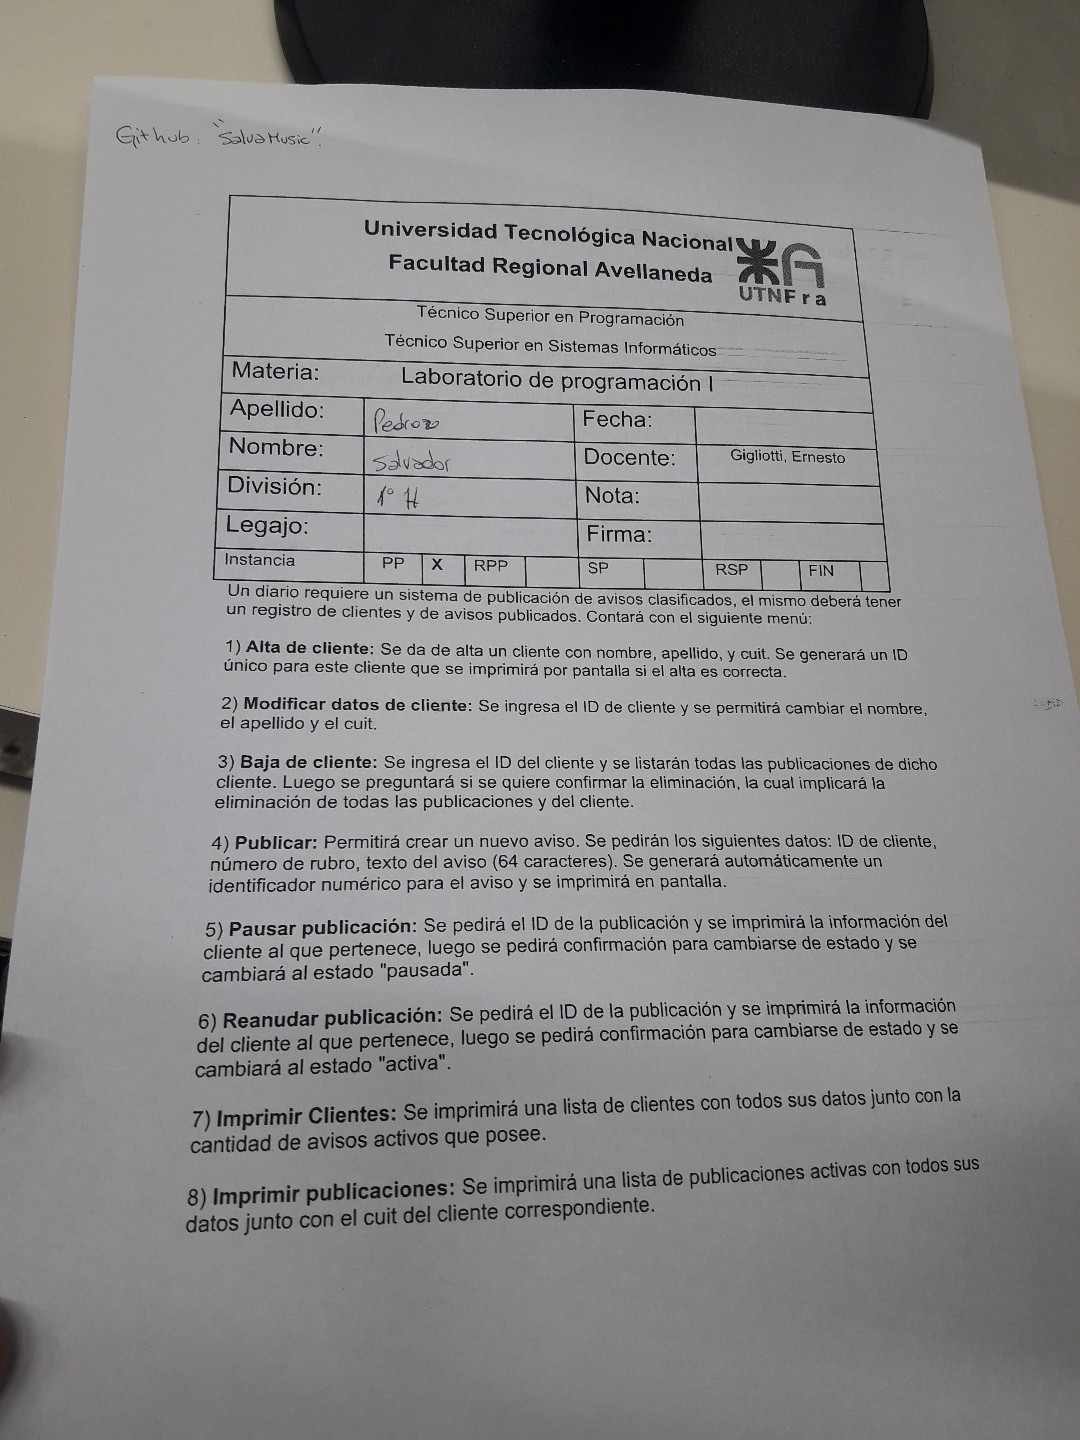 Github: "SalvaMusic".
Universidad Tecnológica Nacional
Facultad Regional Avellaneda
UTNFra
Técnico Superior en Programación
Técnico Superior en Sistemas Informáticos
Materia: Laboratorio de programación I
Apellido: Pedrozo Fecha:
Nombre: Salvador Docente: Gigliotti, Ernesto
División: 1° H Nota:
Legajo: Firma:
Instancia PP X RPP SP RSP FIN
Un diario requiere un sistema de publicación de avisos clasificados, el mismo deberá tener
un registro de clientes y de avisos publicados. Contará con el siguiente menú:
1) Alta de cliente: Se da de alta un cliente con nombre, apellido, y cuit. Se generará un ID
único para este cliente que se imprimirá por pantalla si el alta es correcta.
2) Modificar datos de cliente: Se ingresa el ID de cliente y se permitirá cambiar el nombre,
el apellido y el cuit.
3) Baja de cliente: Se ingresa el ID del cliente y se listarán todas las publicaciones de dicho
cliente. Luego se preguntará si se quiere confirmar la eliminación, la cual implicará la
eliminación de todas las publicaciones y del cliente.
4) Publicar: Permitirá crear un nuevo aviso. Se pedirán los siguientes datos: ID de cliente,
número de rubro, texto del aviso (64 caracteres). Se generará automáticamente un
identificador numérico para el aviso y se imprimirá en pantalla.
5) Pausar publicación: Se pedirá el ID de la publicación y se imprimirá la información del
cliente al que pertenece, luego se pedirá confirmación para cambiarse de estado y se
cambiará al estado "pausada".
6) Reanudar publicación: Se pedirá el ID de la publicación y se imprimirá la información
del cliente al que pertenece, luego se pedirá confirmación para cambiarse de estado y se
cambiará al estado "activa".
7) Imprimir Clientes: Se imprimirá una lista de clientes con todos sus datos junto con la
cantidad de avisos activos que posee.
8) Imprimir publicaciones: Se imprimirá una lista de publicaciones activas con todos sus
datos junto con el cuit del cliente correspondiente.